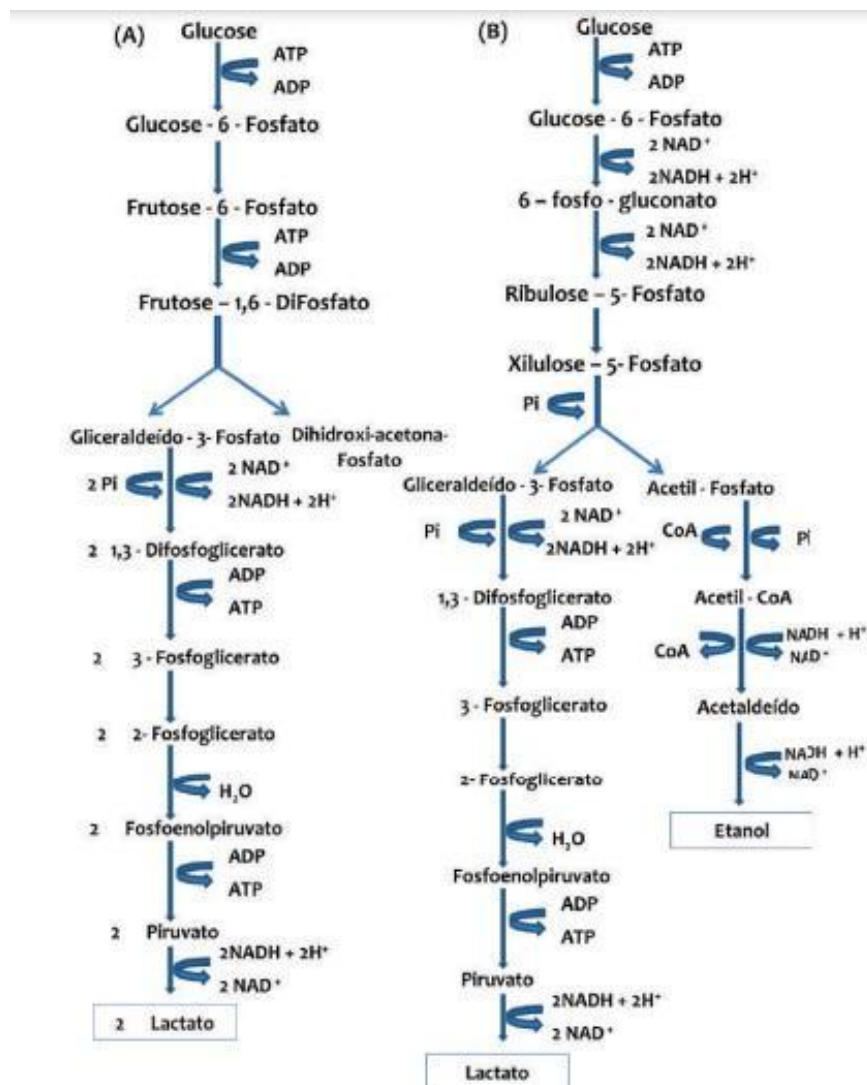 (A)
Glucose
ATP
ADP
Glucose - 6 - Fosfato
Frutose - 6 - Fosfato
ATP
ADP
Frutose – 1,6 - DiFosfato
Gliceraldeído - 3- Fosfato
Dihidroxi-acetona-
Fosfato
2 Pi
2 NAD⁺
2NADH + 2H⁺
2 1,3 - Difosfoglicerato
ADP
ATP
2 3 - Fosfoglicerato
2 2- Fosfoglicerato
H₂O
2 Fosfoenolpiruvato
ADP
ATP
2 Piruvato
2NADH + 2H⁺
2 NAD⁺
2 Lactato
(B)
Glucose
ATP
ADP
Glucose - 6 - Fosfato
2 NAD⁺
2NADH + 2H⁺
6 – fosfo - gluconato
2 NAD⁺
2NADH + 2H⁺
Ribulose – 5- Fosfato
Xilulose – 5- Fosfato
Pi
Gliceraldeído - 3- Fosfato
Pi
2 NAD⁺
2NADH + 2H⁺
1,3 - Difosfoglicerato
ADP
ATP
3 - Fosfoglicerato
2- Fosfoglicerato
H₂O
Fosfoenolpiruvato
ADP
ATP
Piruvato
2NADH + 2H⁺
2 NAD⁺
Lactato
Acetil - Fosfato
CoA
Pi
Acetil - CoA
CoA
NADH + H⁺
NAD⁺
Acetaldeído
NADH + H⁺
NAD⁺
Etanol